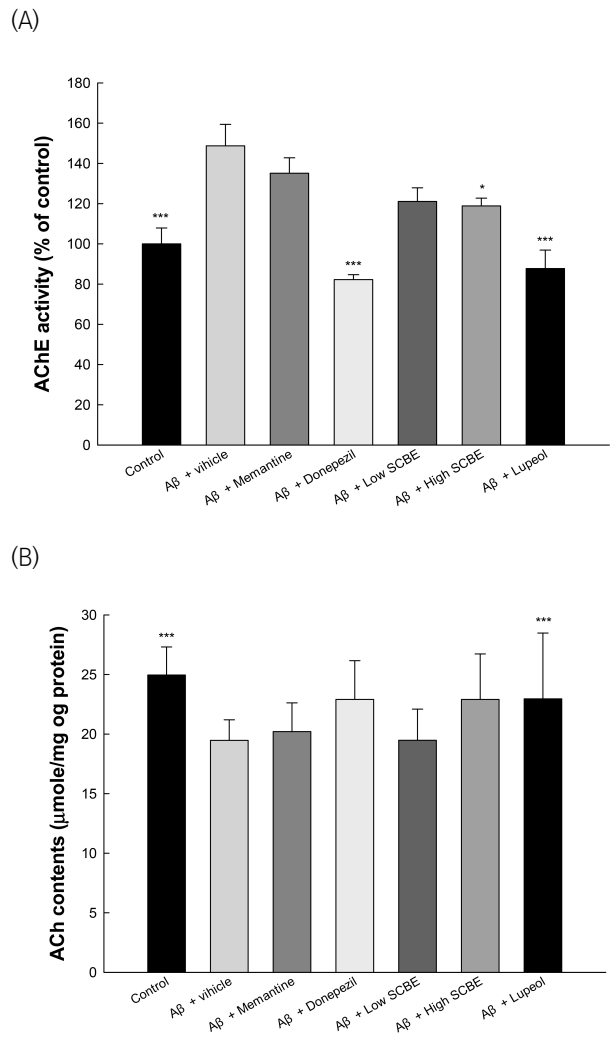 (A)
AChE activity (% of control)
180
160
140
120
100
80
60
40
20
0
***
***
*
***
Control
Aβ + vihicle
Aβ + Memantine
Aβ + Donepezil
Aβ + Low SCBE
Aβ + High SCBE
Aβ + Lupeol
(B)
ACh contents (μmole/mg og protein)
30
25
20
15
10
5
0
***
***
Control
Aβ + vihicle
Aβ + Memantine
Aβ + Donepezil
Aβ + Low SCBE
Aβ + High SCBE
Aβ + Lupeol